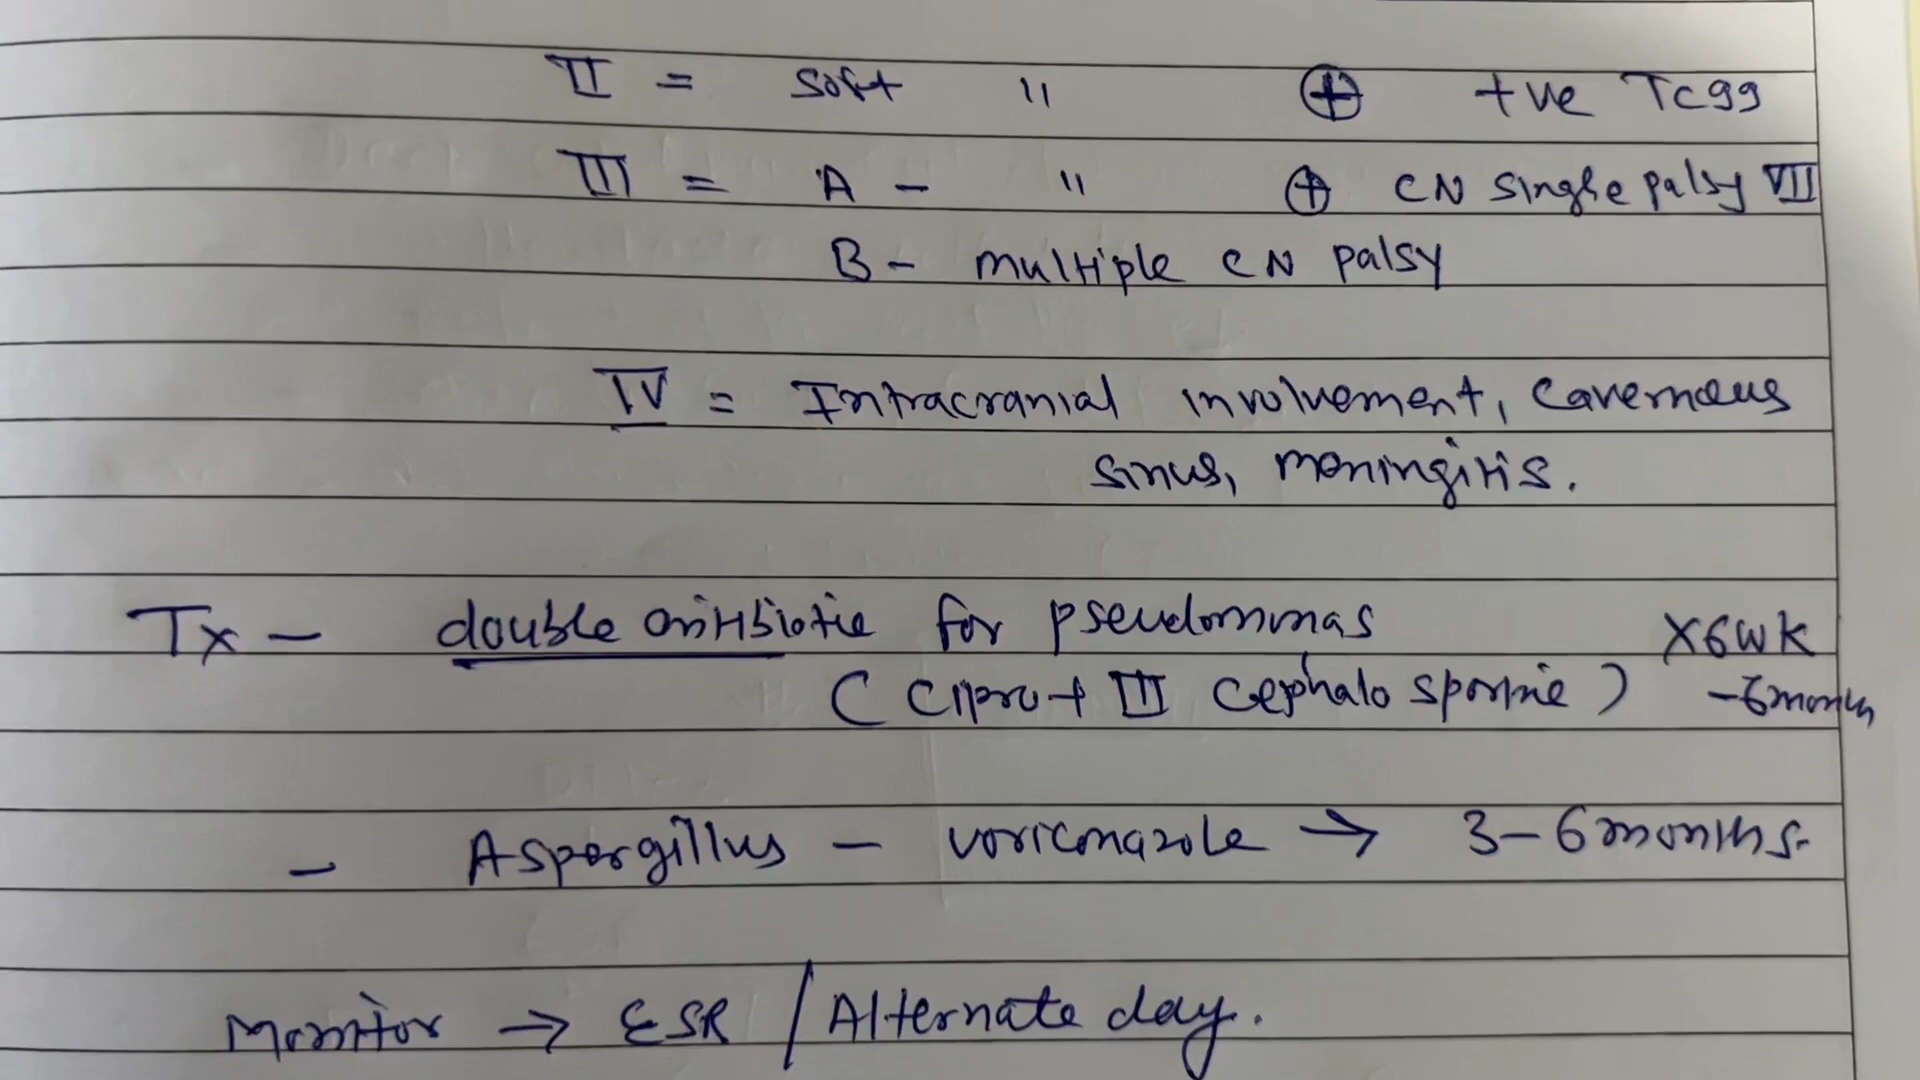 II = soft " ⊕ +ve Tc99
III = A - " ⊕ CN single palsy VII
B - multiple CN palsy
IV = Intracranial involvement, cavernous
sinus, meningitis.
Tx - double antibiotic for pseudomonas X6WK
(Cipro + III Cephalosporine) -6month
- Aspergillus - voriconazole → 3-6 months.
Monitor → ESR / Alternate day.